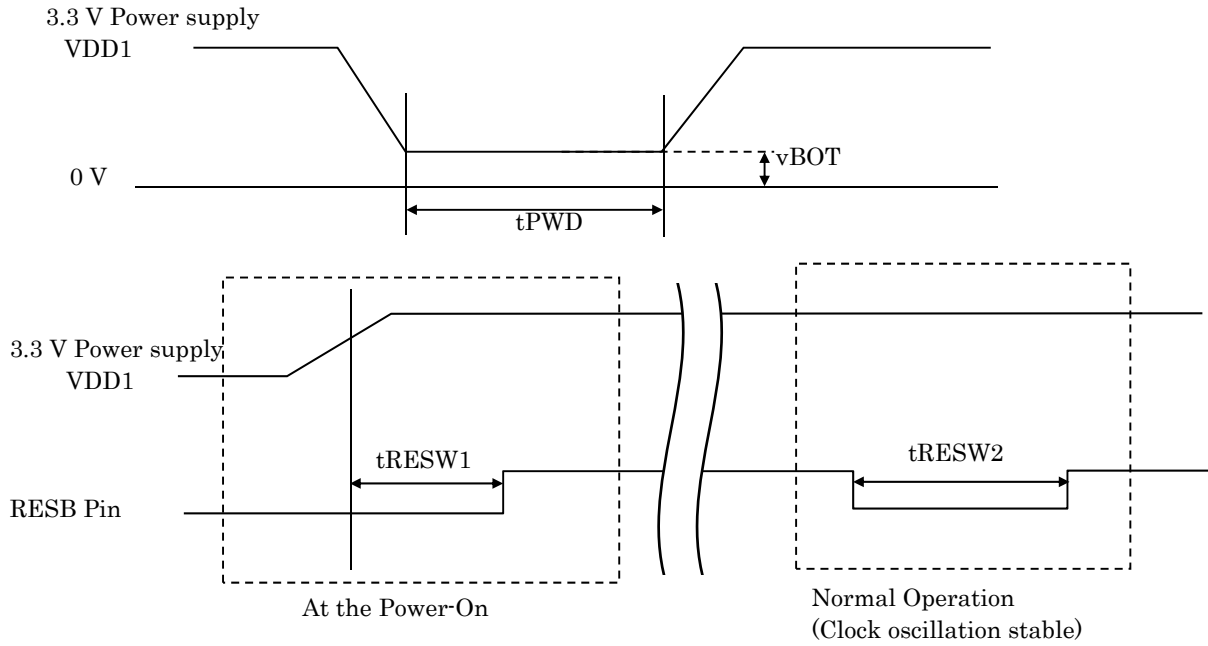 3.3 V Power supply
VDD1
vBOT
0 V
tPWD
3.3 V Power supply
VDD1
tRESW1
tRESW2
RESB Pin
At the Power-On
Normal Operation
(Clock oscillation stable)